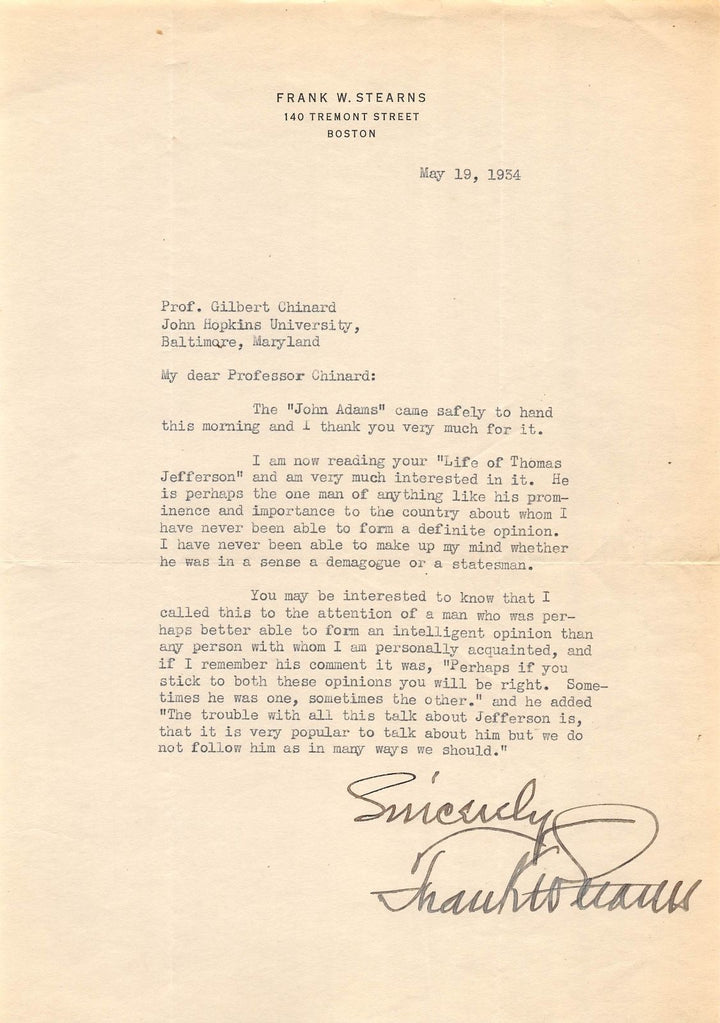 FRANK W. STEARNS
140 TREMONT STREET
BOSTON
May 19, 1934
Prof. Gilbert Chinard
John Hopkins University,
Baltimore, Maryland
My dear Professor Chinard:
The "John Adams" came safely to hand
this morning and I thank you very much for it.
I am now reading your "Life of Thomas
Jefferson" and am very much interested in it. He
is perhaps the one man of anything like his prom-
inence and importance to the country about whom I
have never been able to form a definite opinion.
I have never been able to make up my mind whether
he was in a sense a demagogue or a statesman.
You may be interested to know that I
called this to the attention of a man who was per-
haps better able to form an intelligent opinion than
any person with whom I am personally acquainted, and
if I remember his comment it was, "Perhaps if you
stick to both these opinions you will be right. Some-
times he was one, sometimes the other." and he added
"The trouble with all this talk about Jefferson is,
that it is very popular to talk about him but we do
not follow him as in many ways we should."
Sincerely
Frank W Stearns